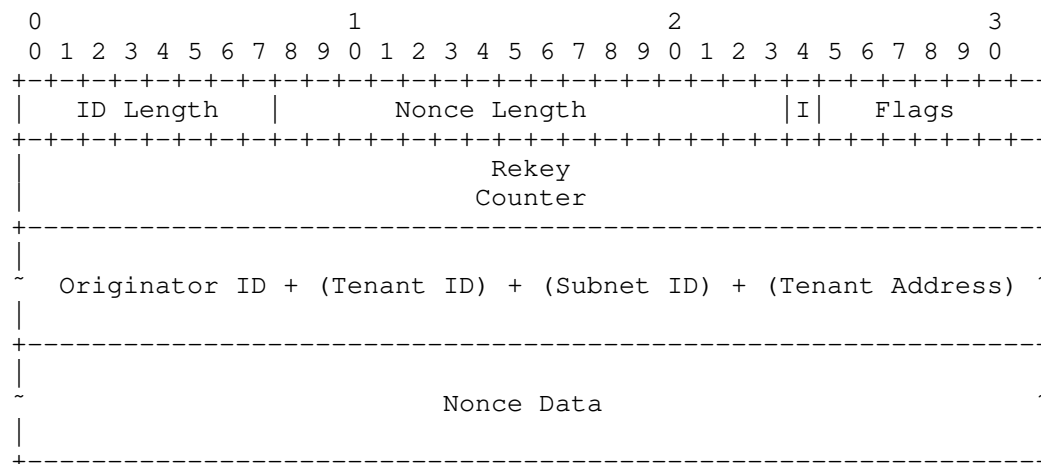 0 1 2 3
0 1 2 3 4 5 6 7 8 9 0 1 2 3 4 5 6 7 8 9 0 1 2 3 4 5 6 7 8 9 0
+-+-+-+-+-+-+-+-+-+-+-+-+-+-+-+-+-+-+-+-+-+-+-+-+-+-+-+-+-+-+-+--
| ID Length | Nonce Length |I| Flags
+-+-+-+-+-+-+-+-+-+-+-+-+-+-+-+-+-+-+-+-+-+-+-+-+-+-+-+-+-+-+-+--
| Rekey
| Counter
+---------------------------------------------------------------
|
~ Originator ID + (Tenant ID) + (Subnet ID) + (Tenant Address) ~
|
+---------------------------------------------------------------
|
~ Nonce Data ~
|
+---------------------------------------------------------------